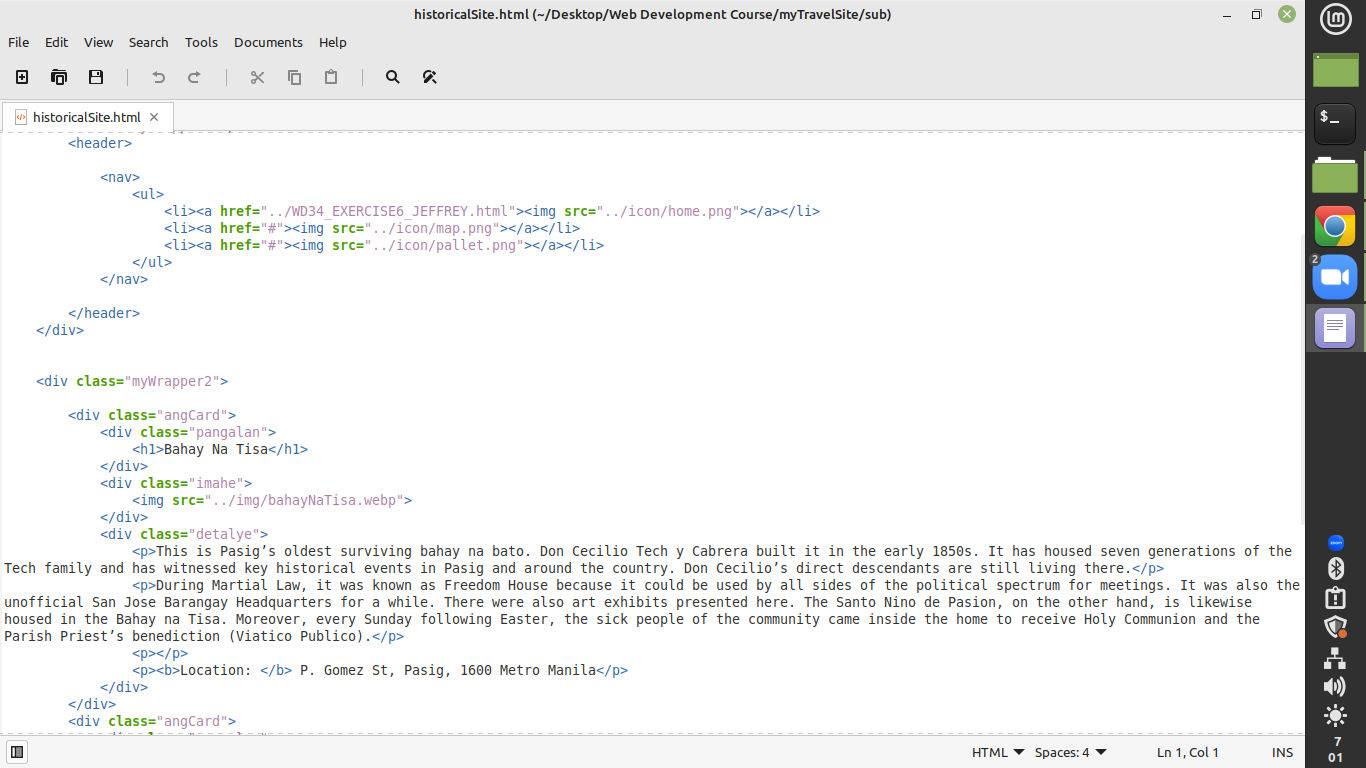 historicalSite.html (~/Desktop/Web Development Course/myTravelSite/sub)
File Edit View Search Tools Documents Help
historicalSite.html
<header>
<nav>
<ul>
<li><a href="../WD34_EXERCISE6_JEFFREY.html"><img src="../icon/home.png"></a></li>
<li><a href="#"><img src="../icon/map.png"></a></li>
<li><a href="#"><img src="../icon/pallet.png"></a></li>
</ul>
</nav>
</header>
</div>
<div class="myWrapper2">
<div class="angCard">
<div class="pangalan">
<h1>Bahay Na Tisa</h1>
</div>
<div class="imahe">
<img src="../img/bahayNaTisa.webp">
</div>
<div class="detalye">
<p>This is Pasig’s oldest surviving bahay na bato. Don Cecilio Tech y Cabrera built it in the early 1850s. It has housed seven generations of the
Tech family and has witnessed key historical events in Pasig and around the country. Don Cecilio’s direct descendants are still living there.</p>
<p>During Martial Law, it was known as Freedom House because it could be used by all sides of the political spectrum for meetings. It was also the
unofficial San Jose Barangay Headquarters for a while. There were also art exhibits presented here. The Santo Nino de Pasion, on the other hand, is likewise
housed in the Bahay na Tisa. Moreover, every Sunday following Easter, the sick people of the community came inside the home to receive Holy Communion and the
Parish Priest’s benediction (Viatico Publico).</p>
<p></p>
<p><b>Location: </b> P. Gomez St, Pasig, 1600 Metro Manila</p>
</div>
</div>
<div class="angCard">
HTML Spaces: 4 Ln 1, Col 1 INS
$_
2
zoom
7
01